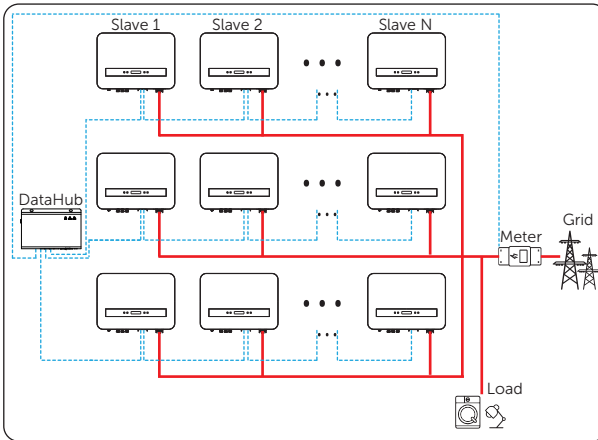 Slave 1
Slave 2
Slave N
DataHub
Meter
Grid
Load